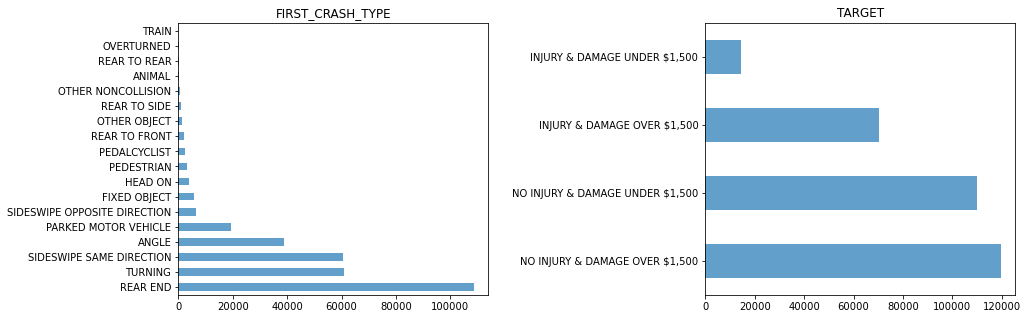 FIRST_CRASH_TYPE
TRAIN
OVERTURNED
REAR TO REAR
ANIMAL
OTHER NONCOLLISION
REAR TO SIDE
OTHER OBJECT
REAR TO FRONT
PEDALCYCLIST
PEDESTRIAN
HEAD ON
FIXED OBJECT
SIDESWIPE OPPOSITE DIRECTION
PARKED MOTOR VEHICLE
ANGLE
SIDESWIPE SAME DIRECTION
TURNING
REAR END
0 20000 40000 60000 80000 100000
TARGET
INJURY & DAMAGE UNDER $1,500
INJURY & DAMAGE OVER $1,500
NO INJURY & DAMAGE UNDER $1,500
NO INJURY & DAMAGE OVER $1,500
0 20000 40000 60000 80000 100000 120000